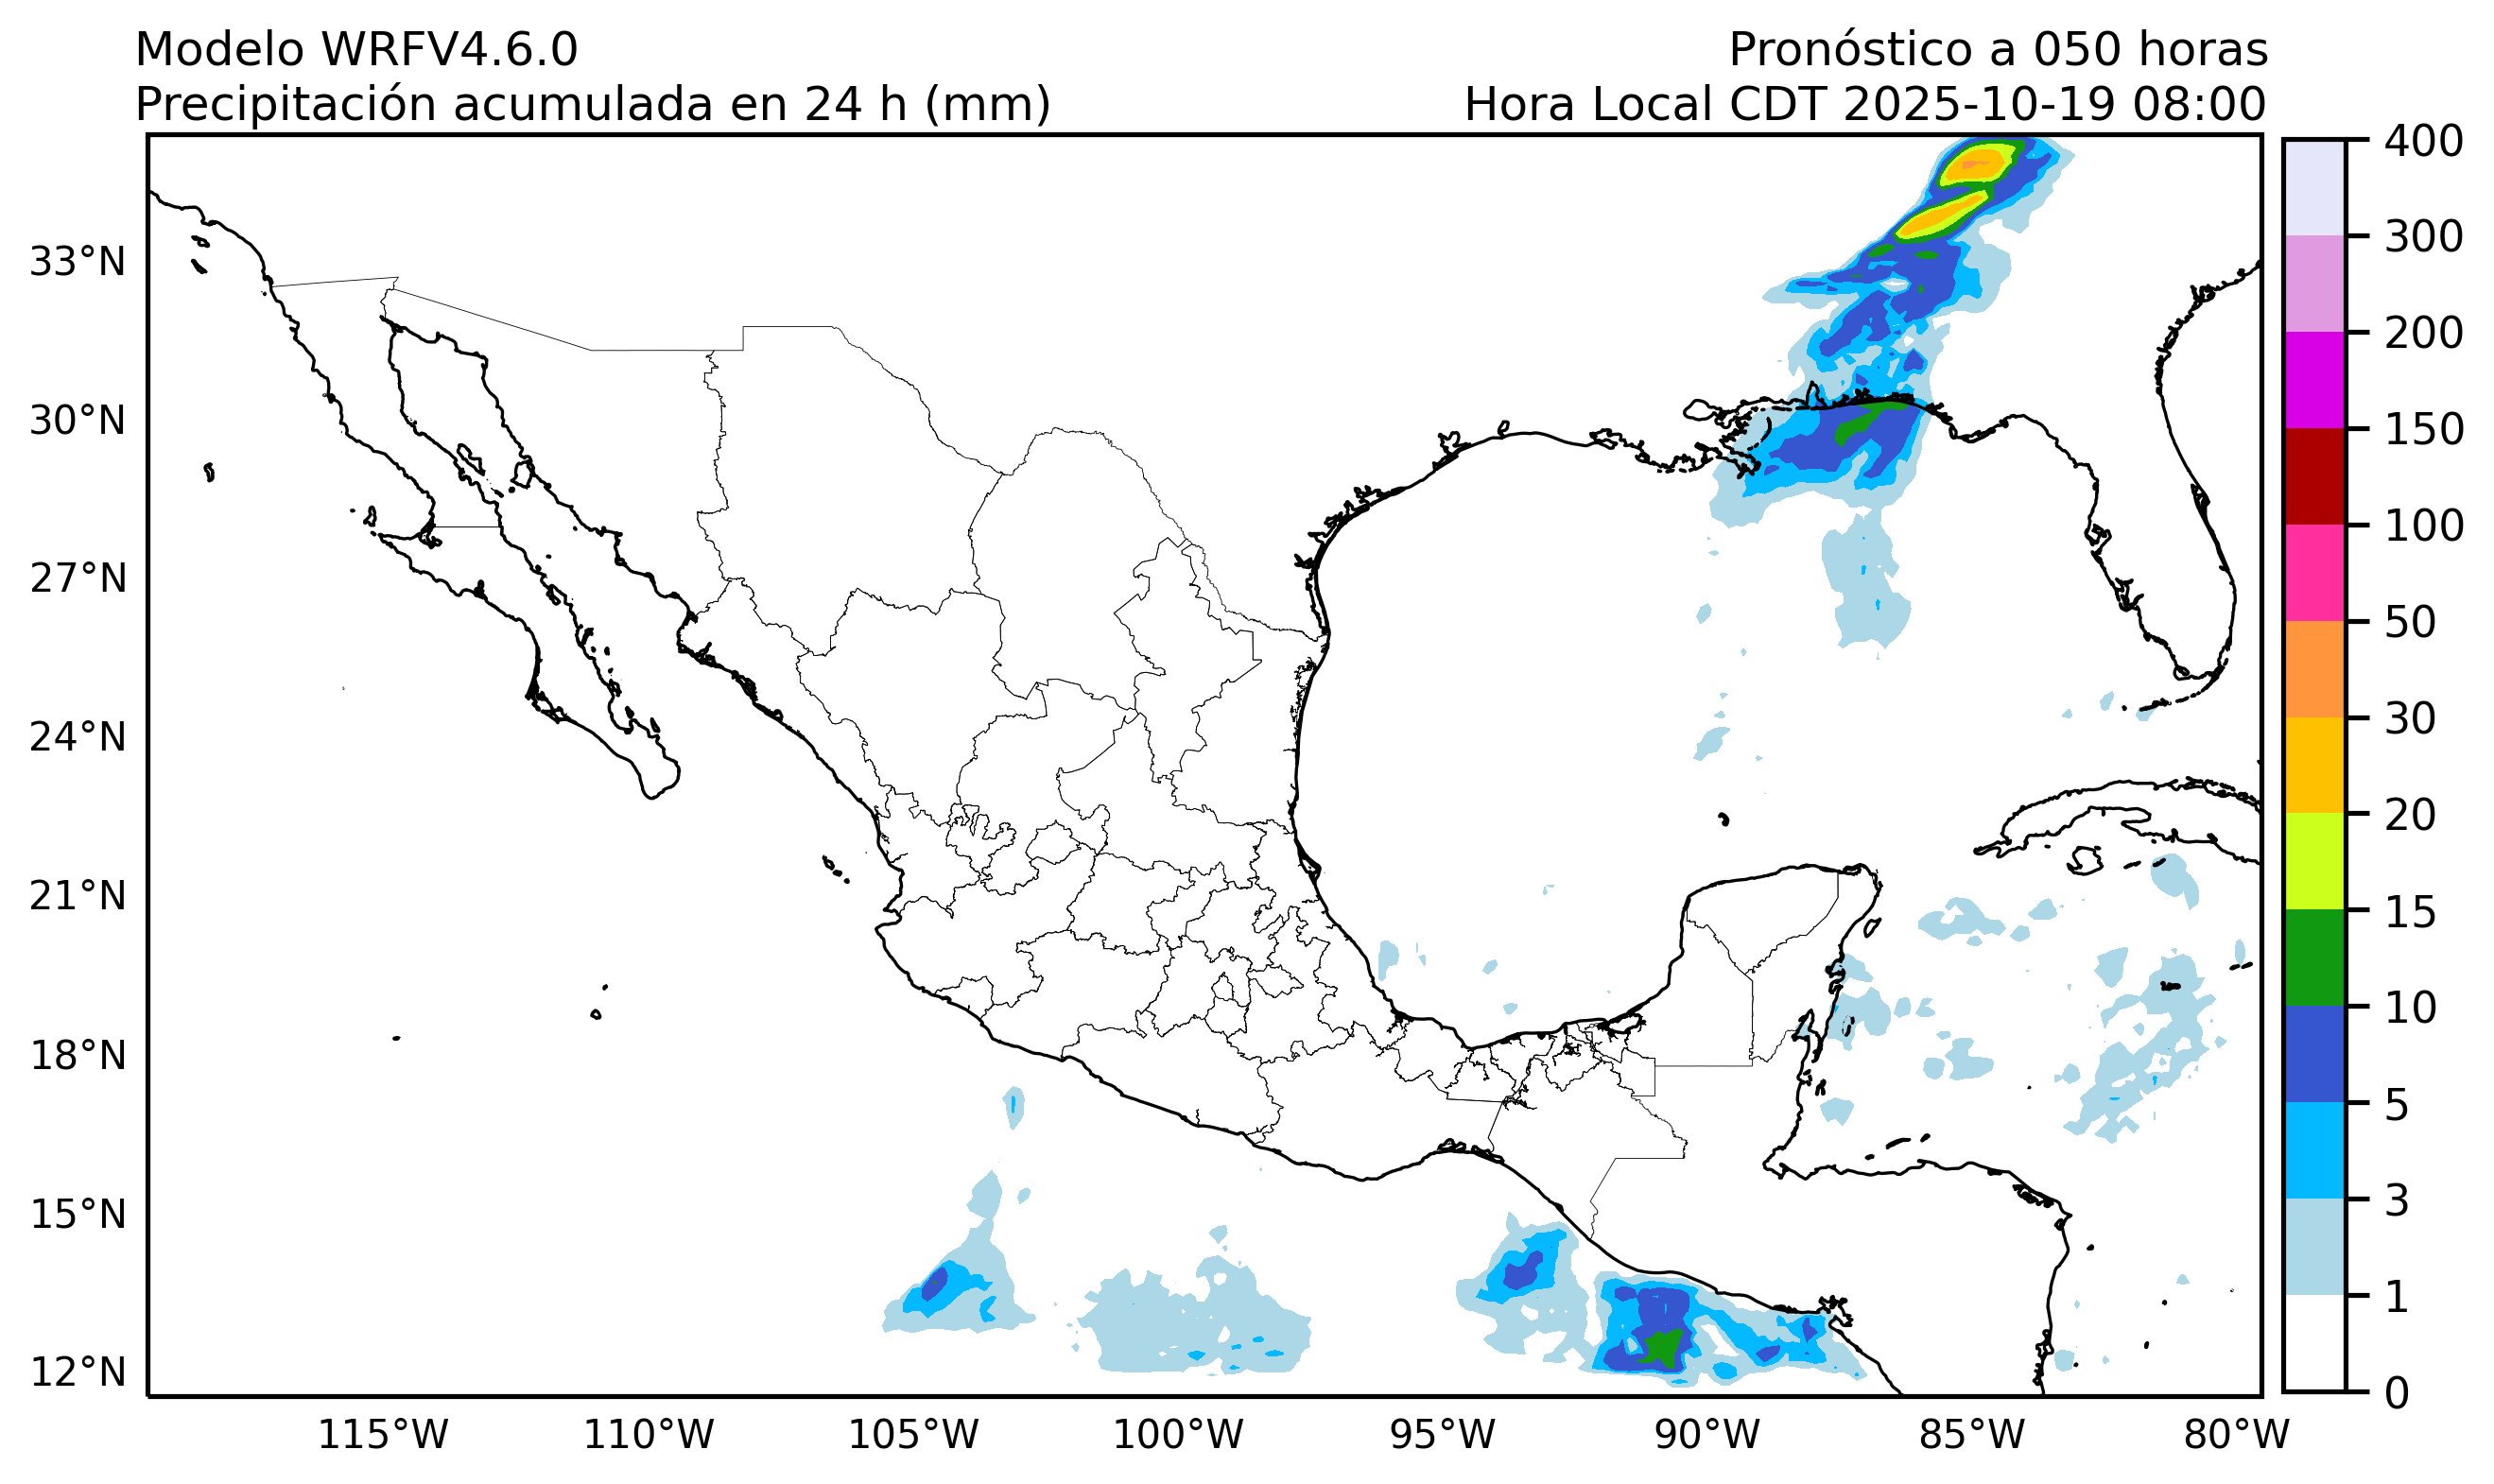 Modelo WRFV4.6.0
Pronóstico a 050 horas
Precipitación acumulada en 24 h (mm)
Hora Local CDT 2025-10-19 08:00
33°N
30°N
27°N
24°N
21°N
18°N
15°N
12°N
115°W
110°W
105°W
100°W
95°W
90°W
85°W
80°W
400
300
200
150
100
50
30
20
15
10
5
3
1
0